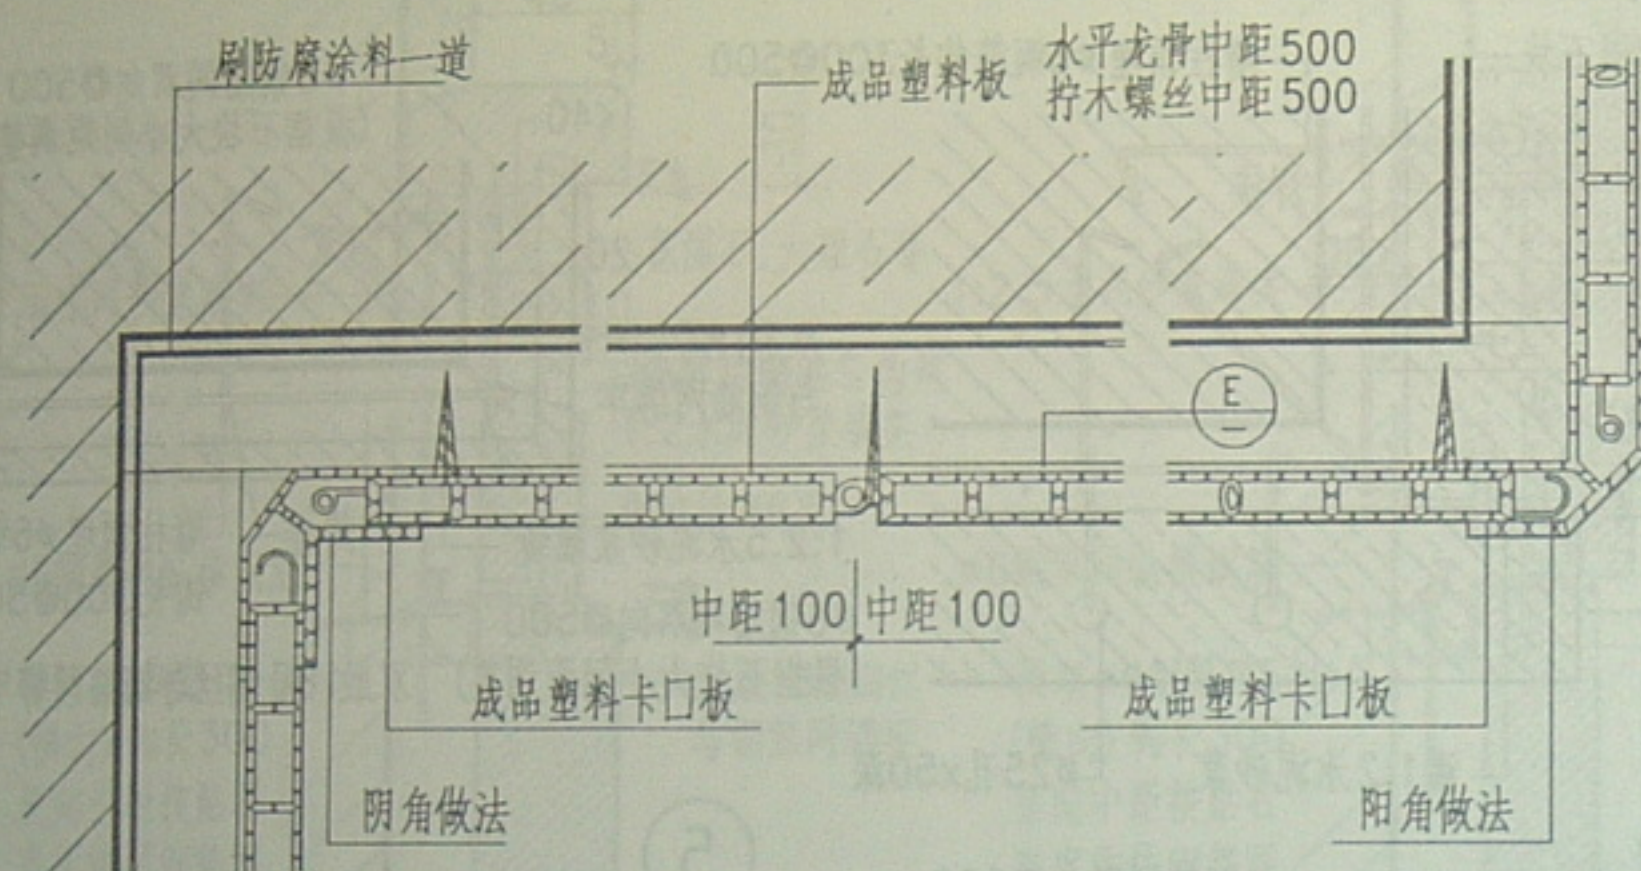 刷防腐涂料一道
成品塑料板
水平龙骨中距500
拧木螺丝中距500
E
中距100 中距100
成品塑料卡口板
成品塑料卡口板
阴角做法
阳角做法